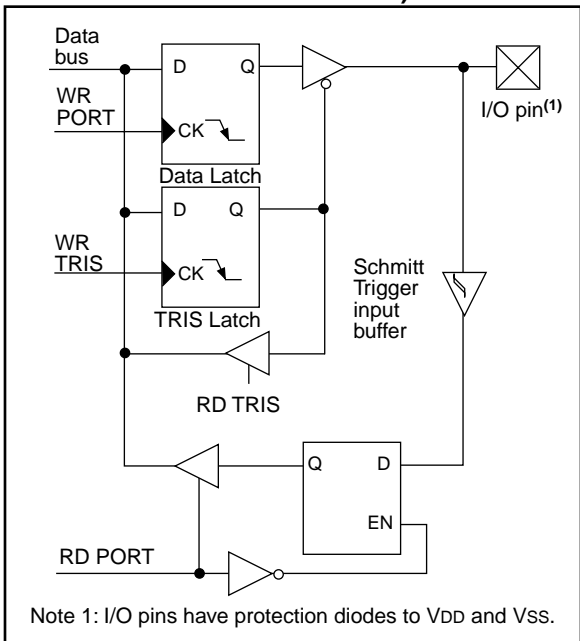 Data
bus
D
Q
I/O pin(1)
WR
PORT
CK
Data Latch
D
Q
WR
TRIS
CK
TRIS Latch
Schmitt
Trigger
input
buffer
RD TRIS
Q
D
EN
RD PORT
Note 1: I/O pins have protection diodes to VDD and VSS.